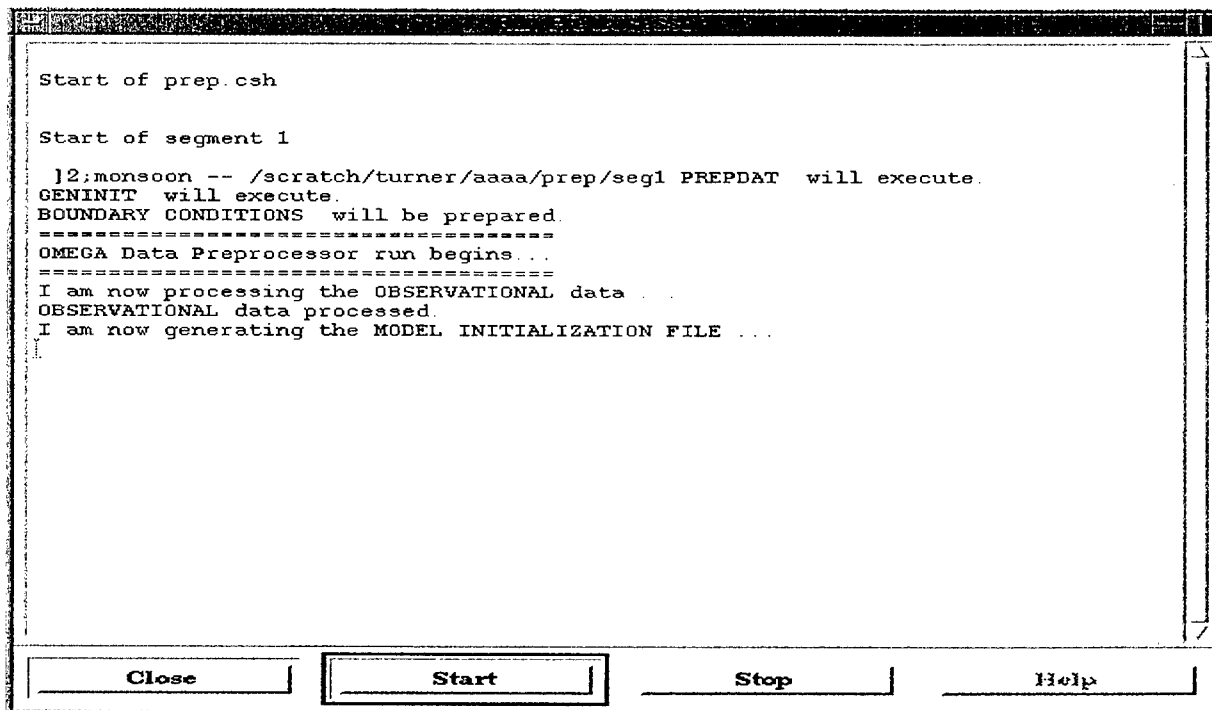 Start of prep.csh
Start of segment 1
]2;monsoon -- /scratch/turner/aaaa/prep/seg1 PREPDAT will execute.
GENINIT will execute.
BOUNDARY CONDITIONS will be prepared.
=====================================
OMEGA Data Preprocessor run begins...
=====================================
I am now processing the OBSERVATIONAL data ...
OBSERVATIONAL data processed.
I am now generating the MODEL INITIALIZATION FILE ...
Close Start Stop Help